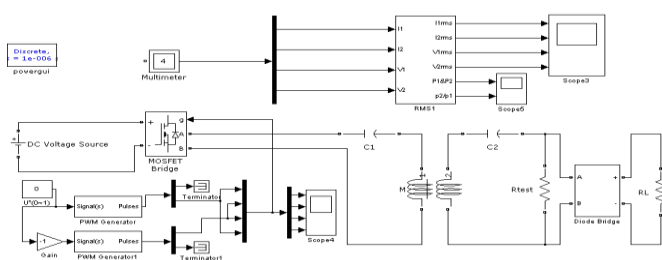 Discrete,
s = 1e-006 s
powergui
4
Multimeter
I1
I2
V1
V2
I1rms
I2rms
V1rms
V2rms
P1&P2
p2/p1
RMS1
Scope3
Scope5
DC Voltage Source
+
-
g
A
B
MOSFET
Bridge
C1
M
1
2
C2
Rtest
A
B
+
-
Diode Bridge
RL
0
U*(0~1)
Signal(s) Pulses
PWM Generator
-1
Gain
Signal(s) Pulses
PWM Generator1
Terminator
Terminator1
Scope4